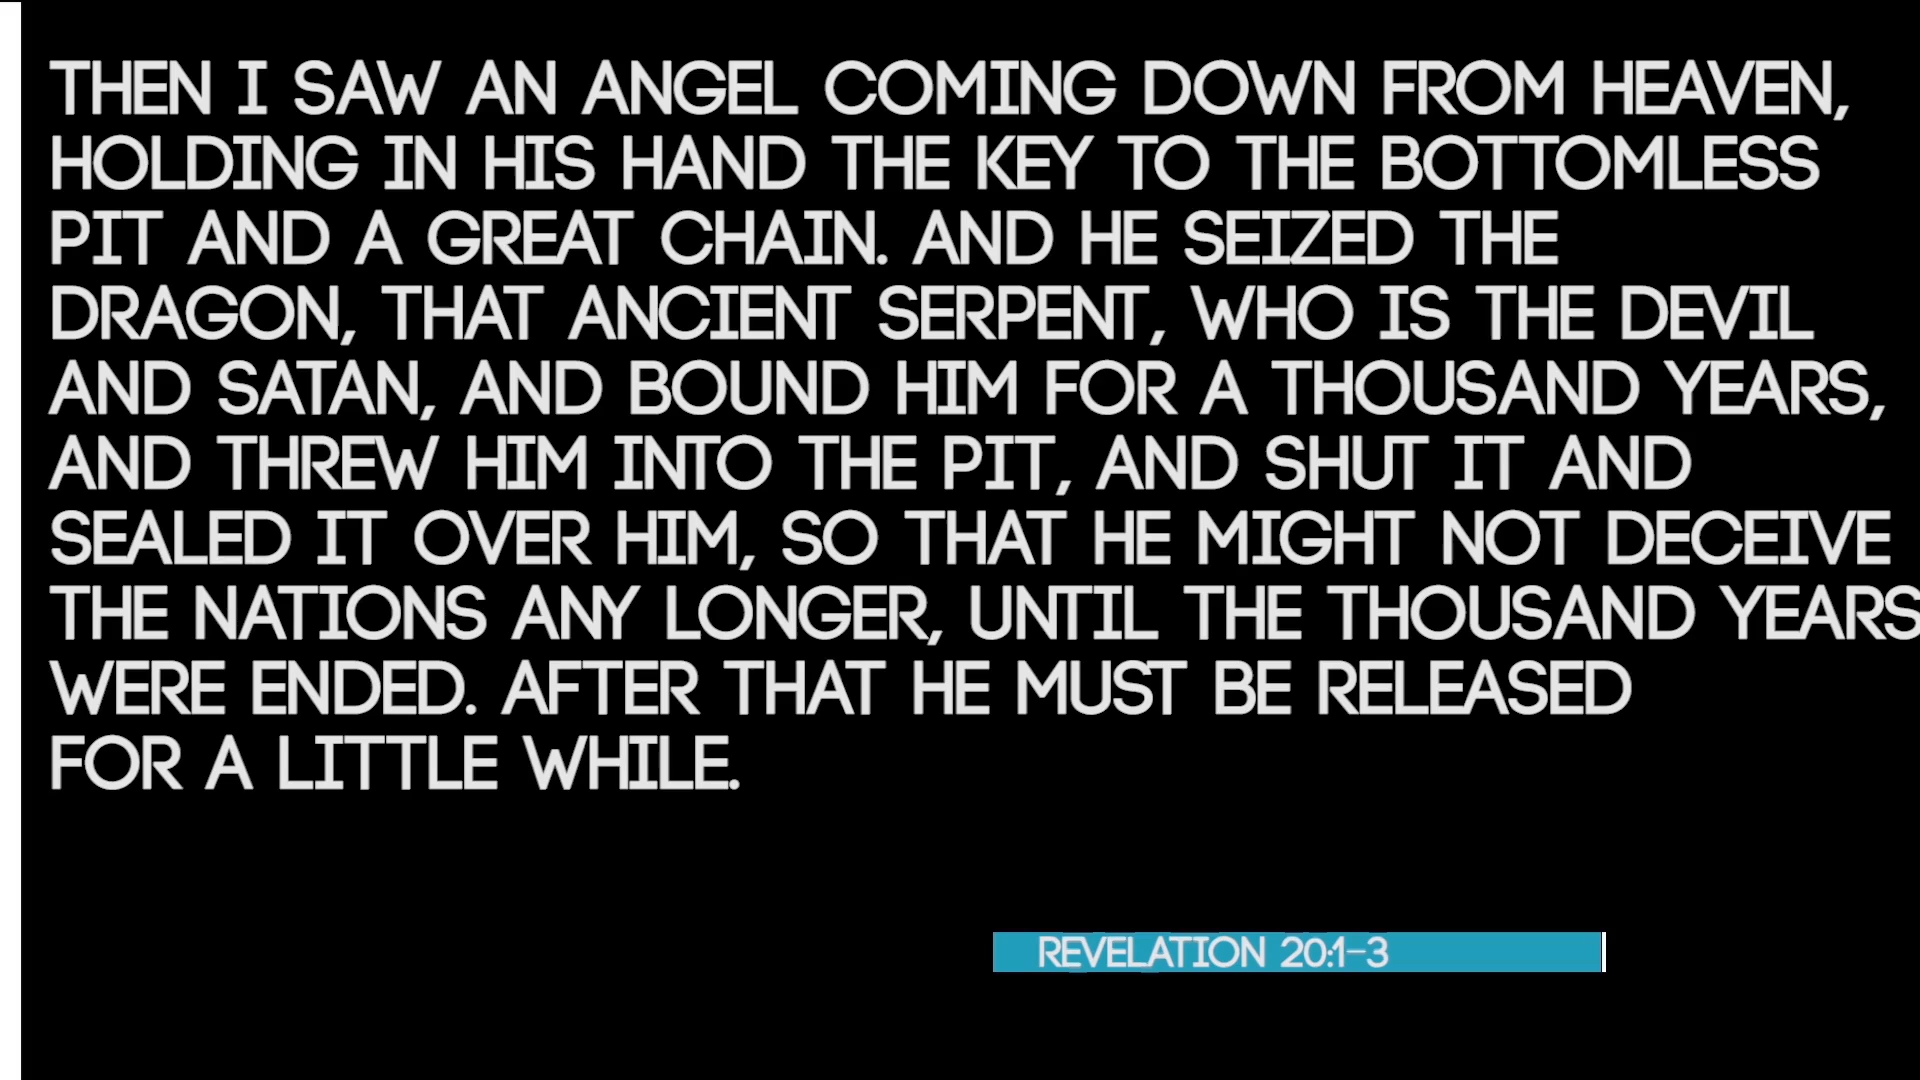 THEN I SAW AN ANGEL COMING DOWN FROM HEAVEN,
HOLDING IN HIS HAND THE KEY TO THE BOTTOMLESS
PIT AND A GREAT CHAIN. AND HE SEIZED THE
DRAGON, THAT ANCIENT SERPENT, WHO IS THE DEVIL
AND SATAN, AND BOUND HIM FOR A THOUSAND YEARS,
AND THREW HIM INTO THE PIT, AND SHUT IT AND
SEALED IT OVER HIM, SO THAT HE MIGHT NOT DECEIVE
THE NATIONS ANY LONGER, UNTIL THE THOUSAND YEARS
WERE ENDED. AFTER THAT HE MUST BE RELEASED
FOR A LITTLE WHILE.
REVELATION 20:1-3